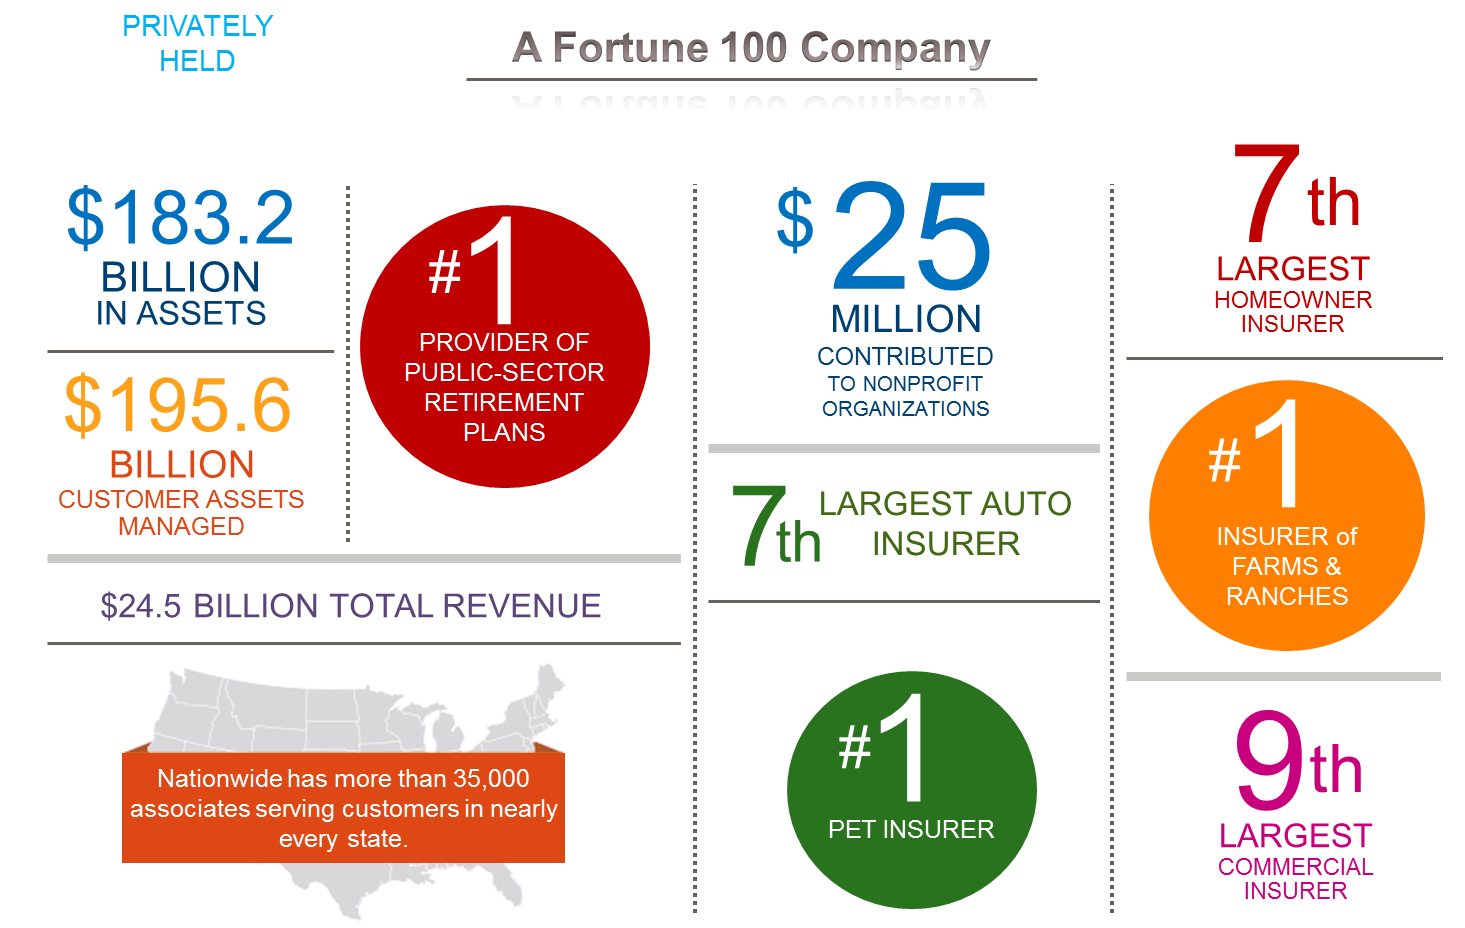 PRIVATELY
HELD
A Fortune 100 Company
$183.2
BILLION
IN ASSETS
$195.6
BILLION
CUSTOMER ASSETS
MANAGED
#1
PROVIDER OF
PUBLIC-SECTOR
RETIREMENT
PLANS
$24.5 BILLION TOTAL REVENUE
Nationwide has more than 35,000
associates serving customers in nearly
every state.
$25
MILLION
CONTRIBUTED
TO NONPROFIT
ORGANIZATIONS
7th
LARGEST AUTO
INSURER
#1
PET INSURER
7th
LARGEST
HOMEOWNER
INSURER
#1
INSURER of
FARMS &
RANCHES
9th
LARGEST
COMMERCIAL
INSURER